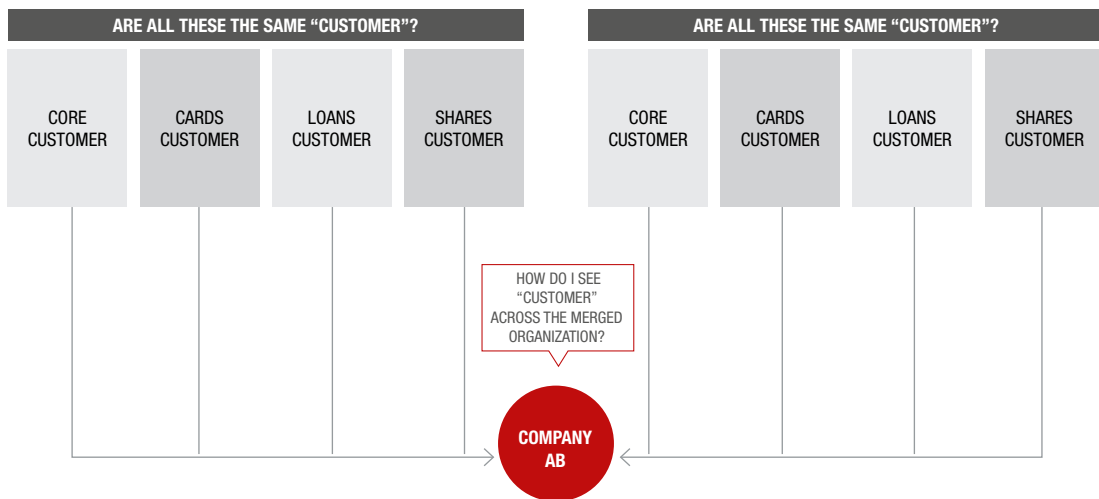 ARE ALL THESE THE SAME “CUSTOMER”?
CORE
CUSTOMER
CARDS
CUSTOMER
LOANS
CUSTOMER
SHARES
CUSTOMER
ARE ALL THESE THE SAME “CUSTOMER”?
CORE
CUSTOMER
CARDS
CUSTOMER
LOANS
CUSTOMER
SHARES
CUSTOMER
HOW DO I SEE
“CUSTOMER”
ACROSS THE MERGED
ORGANIZATION?
COMPANY
AB